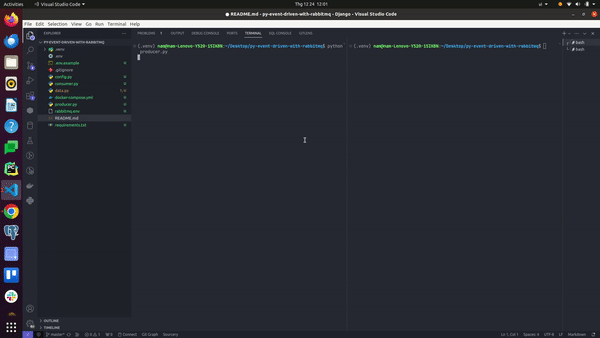 Activities
Visual Studio Code
Thg 12 24 12:01
README.md - py-event-driven-with-rabbitmq - Django - Visual Studio Code
File Edit Selection View Go Run Terminal Help
EXPLORER
PROBLEMS 1 OUTPUT DEBUG CONSOLE PORTS TERMINAL SQL CONSOLE GITLENS
PY-EVENT-DRIVEN-WITH-RABBITMQ
.venv
.env
.env.example
.gitignore
config.py
consumer.py
docker-compose.yml
producer.py
rabbitmq.env
README.md
requirements.txt
(.venv) nam@nam-Lenovo-Y520-15IKBN:~/Desktop/py-event-driven-with-rabbitmq$ python
producer.py
(.venv) nam@nam-Lenovo-Y520-15IKBN:~/Desktop/py-event-driven-with-rabbitmq$
bash
bash
OUTLINE
TIMELINE
master* Connect Git Graph Sourcery
Ln 1, Col 1 Spaces: 4 UTF-8 LF Markdown